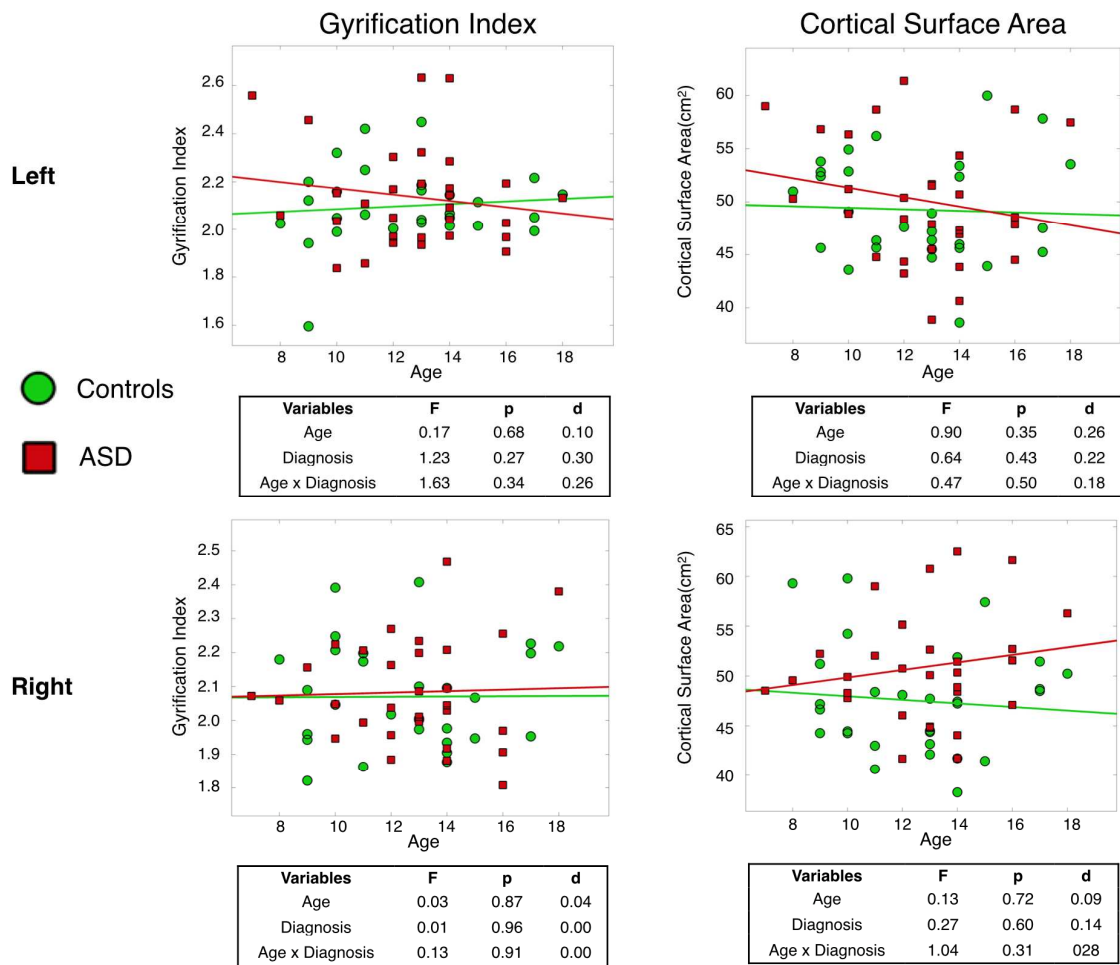 Gyrification Index
Cortical Surface Area
Left
Gyrification Index
2.6
2.4
2.2
2.0
1.8
1.6
8 10 12 14 16 18
Age
Cortical Surface Area(cm²)
60
55
50
45
40
8 10 12 14 16 18
Age
Controls
ASD
Variables F p d
Age 0.17 0.68 0.10
Diagnosis 1.23 0.27 0.30
Age x Diagnosis 1.63 0.34 0.26
Variables F p d
Age 0.90 0.35 0.26
Diagnosis 0.64 0.43 0.22
Age x Diagnosis 0.47 0.50 0.18
Right
Gyrification Index
2.5
2.4
2.3
2.2
2.1
2.0
1.9
1.8
8 10 12 14 16 18
Age
Cortical Surface Area(cm²)
65
60
55
50
45
40
8 10 12 14 16 18
Age
Variables F p d
Age 0.03 0.87 0.04
Diagnosis 0.01 0.96 0.00
Age x Diagnosis 0.13 0.91 0.00
Variables F p d
Age 0.13 0.72 0.09
Diagnosis 0.27 0.60 0.14
Age x Diagnosis 1.04 0.31 028